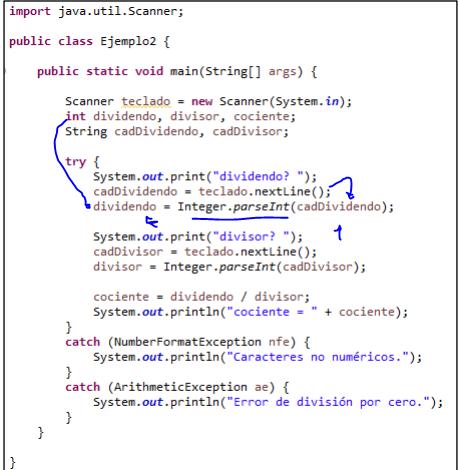 import java.util.Scanner;
public class Ejemplo2 {
public static void main(String[] args) {
Scanner teclado = new Scanner(System.in);
int dividendo, divisor, cociente;
String cadDividendo, cadDivisor;
try {
System.out.print("dividendo? ");
cadDividendo = teclado.nextLine();
dividendo = Integer.parseInt(cadDividendo);
System.out.print("divisor? ");
cadDivisor = teclado.nextLine();
divisor = Integer.parseInt(cadDivisor);
cociente = dividendo / divisor;
System.out.println("cociente = " + cociente);
}
catch (NumberFormatException nfe) {
System.out.println("Caracteres no numéricos.");
}
catch (ArithmeticException ae) {
System.out.println("Error de división por cero.");
}
}
}